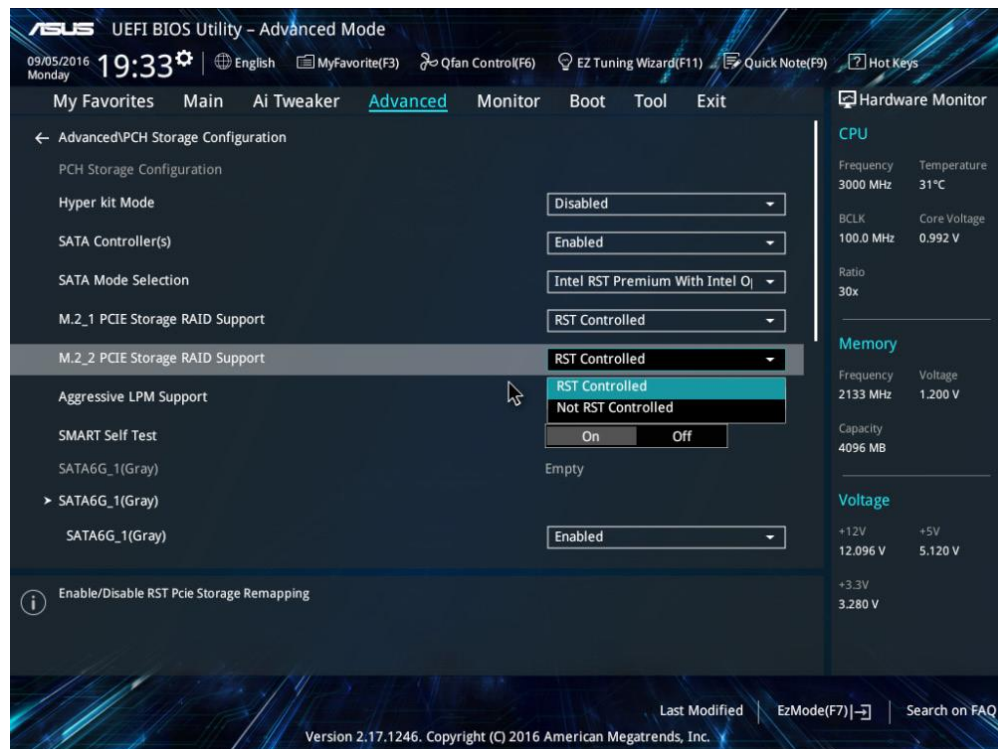 ASUS UEFI BIOS Utility – Advanced Mode
09/05/2016 Monday 19:33 English MyFavorite(F3) Qfan Control(F6) EZ Tuning Wizard(F11) Quick Note(F9) ? Hot Keys
My Favorites Main Ai Tweaker Advanced Monitor Boot Tool Exit
Advanced\PCH Storage Configuration
PCH Storage Configuration
Hyper kit Mode Disabled
SATA Controller(s) Enabled
SATA Mode Selection Intel RST Premium With Intel O
M.2_1 PCIE Storage RAID Support RST Controlled
M.2_2 PCIE Storage RAID Support RST Controlled
RST Controlled
Aggressive LPM Support
Not RST Controlled
SMART Self Test On Off
SATA6G_1(Gray) Empty
SATA6G_1(Gray)
SATA6G_1(Gray) Enabled
i Enable/Disable RST Pcie Storage Remapping
Hardware Monitor
CPU
Frequency Temperature
3000 MHz 31°C
BCLK Core Voltage
100.0 MHz 0.992 V
Ratio
30x
Memory
Frequency Voltage
2133 MHz 1.200 V
Capacity
4096 MB
Voltage
+12V +5V
12.096 V 5.120 V
+3.3V
3.280 V
Last Modified EzMode(F7) Search on FAQ
Version 2.17.1246. Copyright (C) 2016 American Megatrends, Inc.